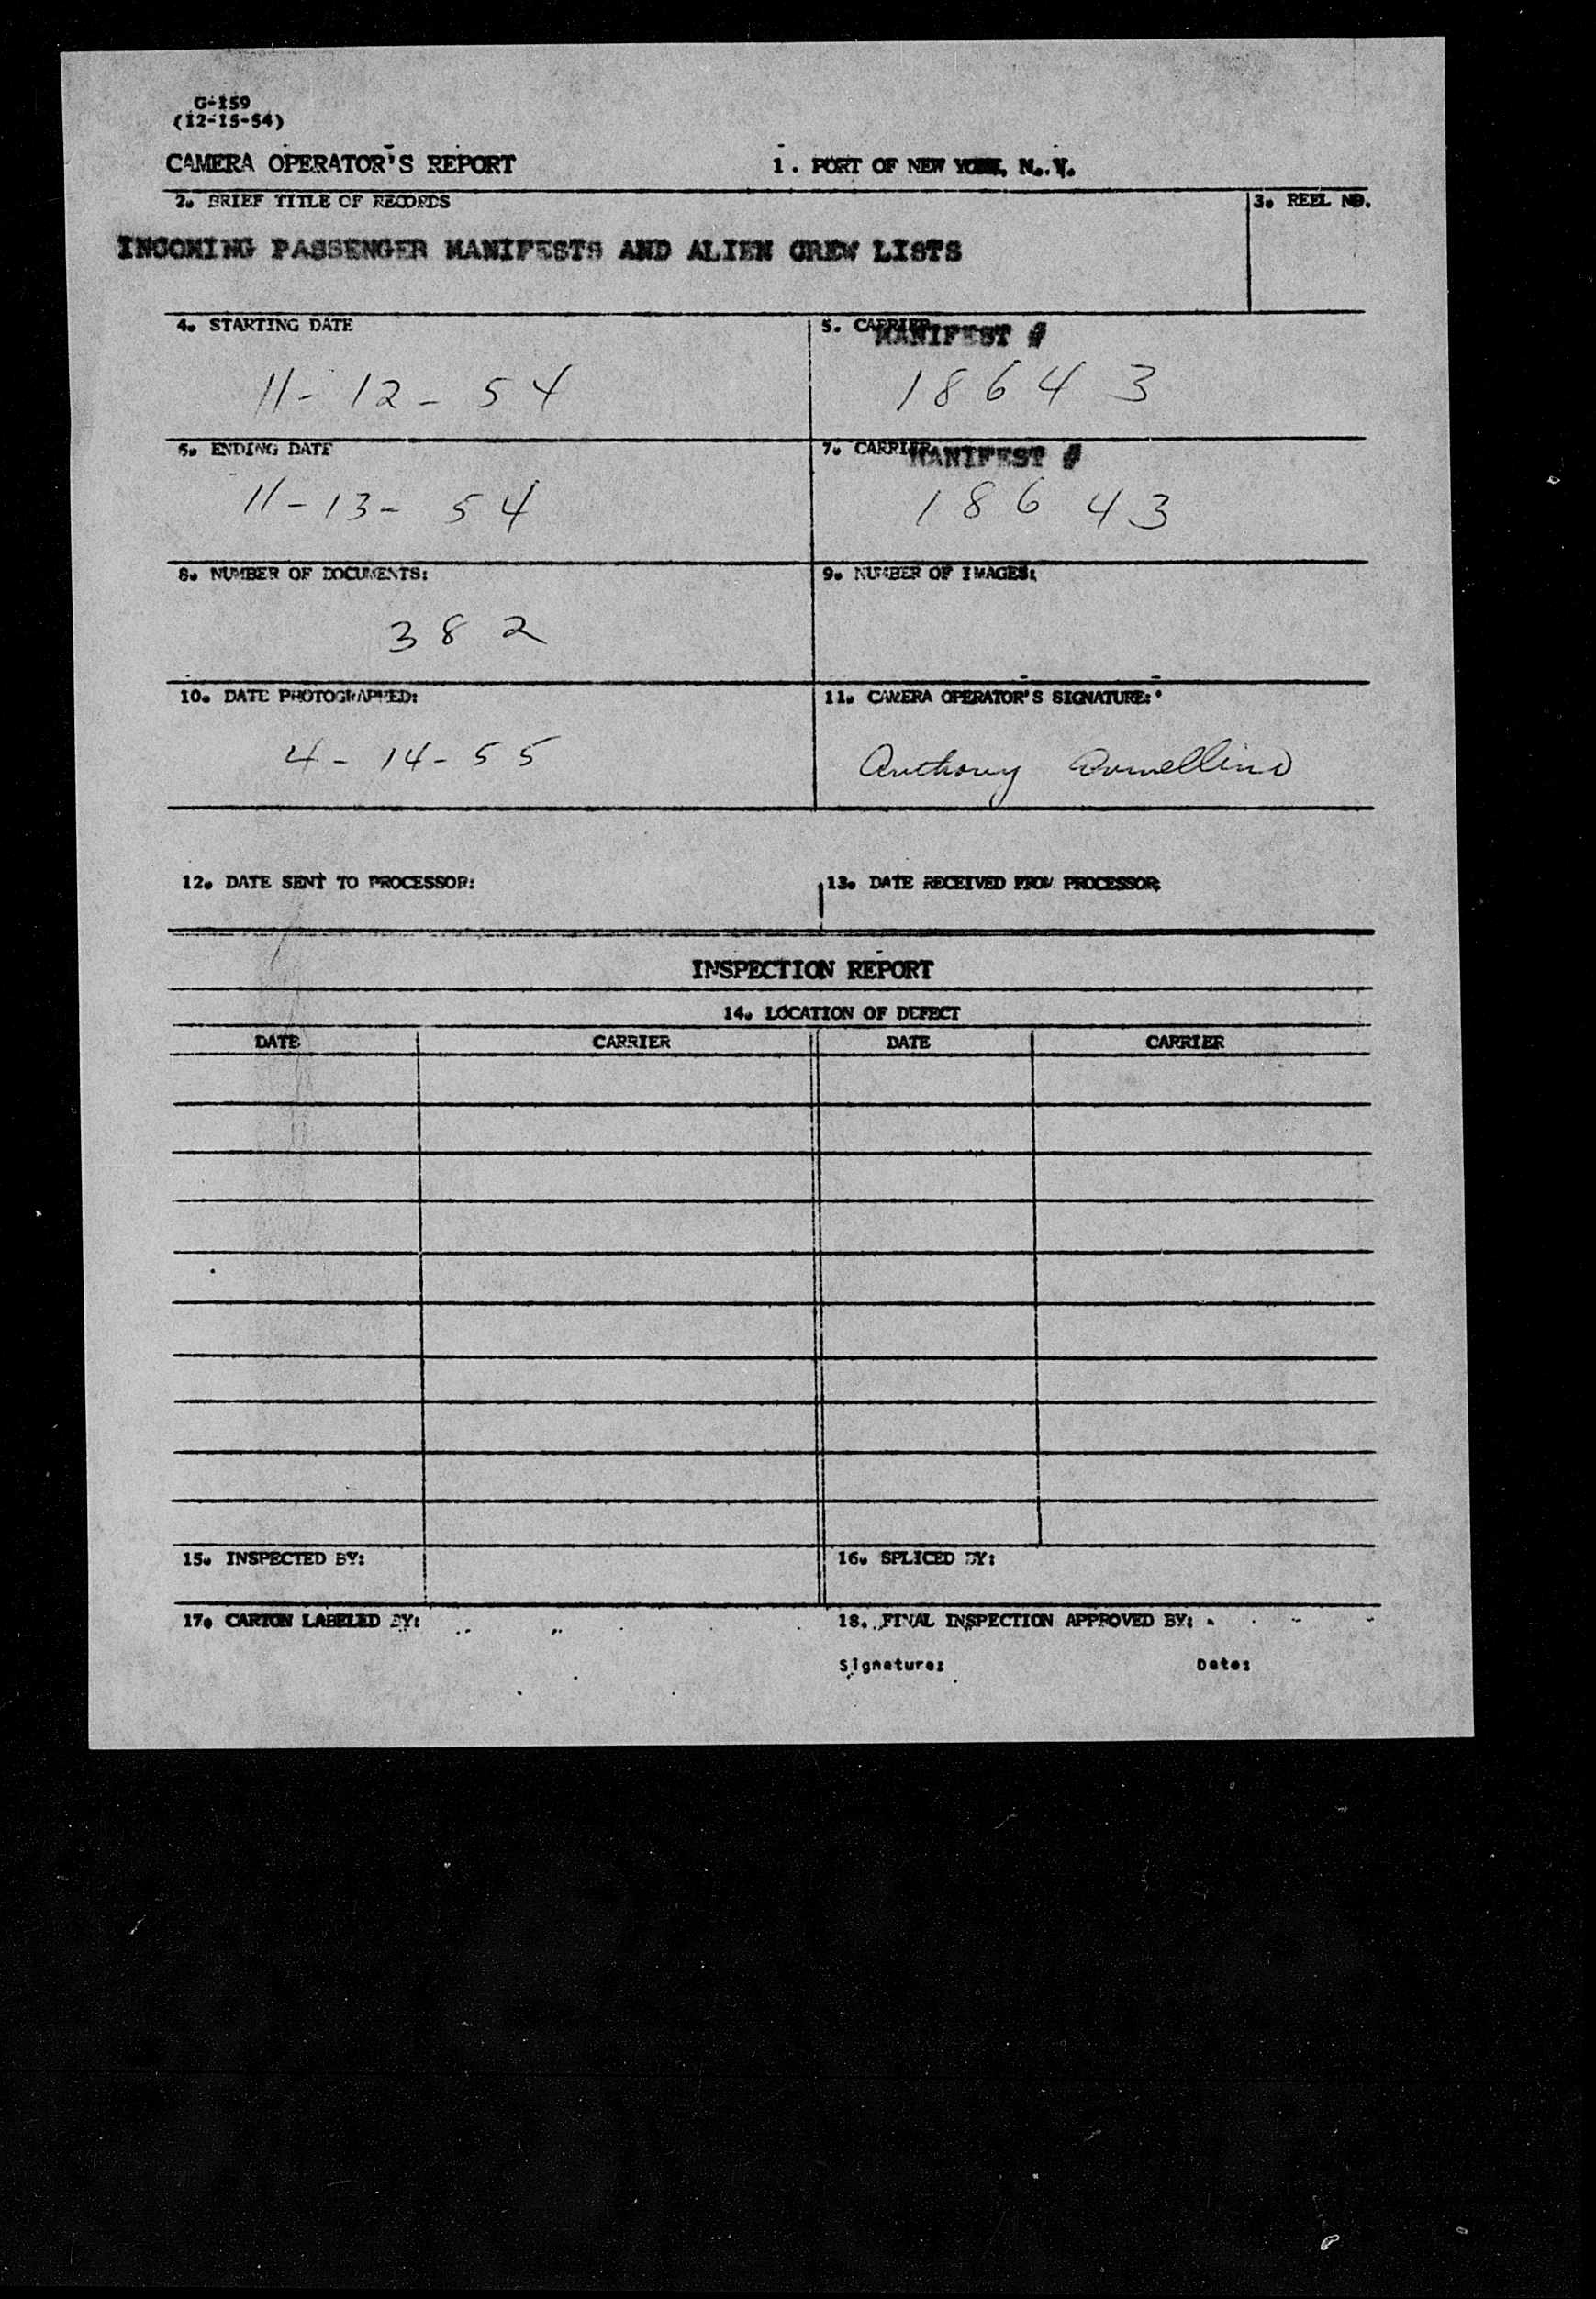 G-159
(12-15-54)
CAMERA OPERATOR'S REPORT 1. PORT OF NEW YORK, N. Y.
2. BRIEF TITLE OF RECORDS 3. REEL NO.
INCOMING PASSENGER MANIFESTS AND ALIEN CREW LISTS
4. STARTING DATE 5. CARRIER MANIFEST #
11-12-54 18643
6. ENDING DATE 7. CARRIER MANIFEST #
11-13-54 18643
8. NUMBER OF DOCUMENTS: 9. NUMBER OF IMAGES:
382
10. DATE PHOTOGRAPHED: 11. CAMERA OPERATOR'S SIGNATURE:
4-14-55 Anthony
12. DATE SENT TO PROCESSOR: 13. DATE RECEIVED FROM PROCESSOR
INSPECTION REPORT
14. LOCATION OF DEFECT
DATE CARRIER DATE CARRIER
15. INSPECTED BY: 16. SPLICED BY:
17. CARTON LABELED BY: 18. FINAL INSPECTION APPROVED BY:
Signature: Date: